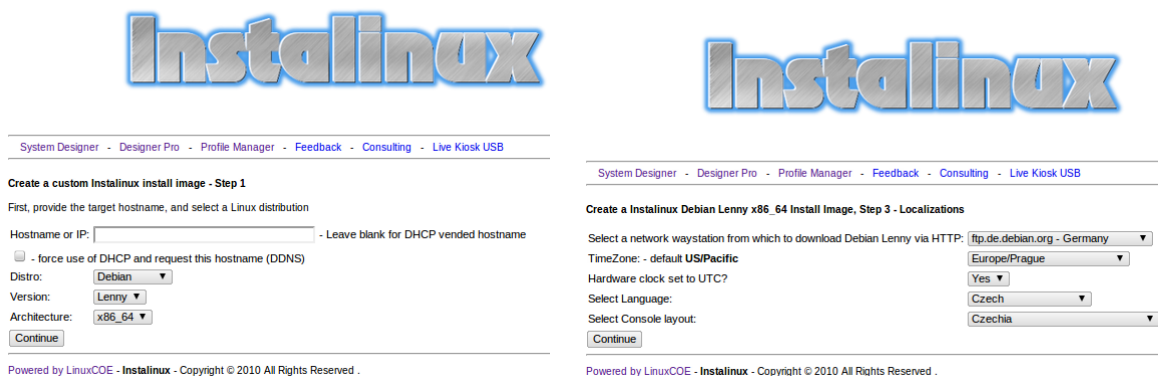 Instalinux
System Designer - Designer Pro - Profile Manager - Feedback - Consulting - Live Kiosk USB
Create a custom Instalinux install image - Step 1
First, provide the target hostname, and select a Linux distribution
Hostname or IP: - Leave blank for DHCP vended hostname
- force use of DHCP and request this hostname (DDNS)
Distro: Debian
Version: Lenny
Architecture: x86_64
Continue
Powered by LinuxCOE - Instalinux - Copyright © 2010 All Rights Reserved .
Instalinux
System Designer - Designer Pro - Profile Manager - Feedback - Consulting - Live Kiosk USB
Create a Instalinux Debian Lenny x86_64 Install Image, Step 3 - Localizations
Select a network waystation from which to download Debian Lenny via HTTP: ftp.de.debian.org - Germany
TimeZone: - default US/Pacific Europe/Prague
Hardware clock set to UTC? Yes
Select Language: Czech
Select Console layout: Czechia
Continue
Powered by LinuxCOE - Instalinux - Copyright © 2010 All Rights Reserved .